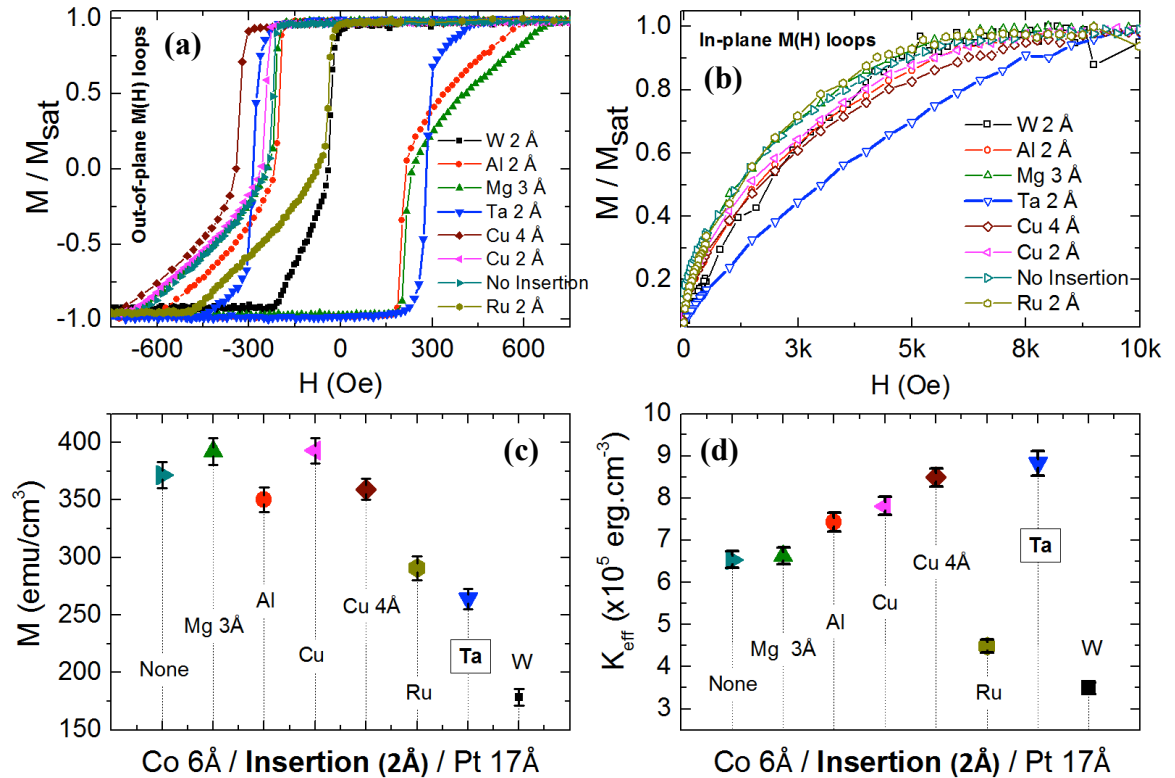 (a)
Out-of-plane M(H) loops
M / Msat
1.0
0.5
0.0
-0.5
-1.0
-600 -300 0 300 600
H (Oe)
W 2 Å
Al 2 Å
Mg 3 Å
Ta 2 Å
Cu 4 Å
Cu 2 Å
No Insertion
Ru 2 Å
(b)
In-plane M(H) loops
M / Msat
1.0
0.8
0.6
0.4
0.2
0 3k 5k 8k 10k
H (Oe)
W 2 Å
Al 2 Å
Mg 3 Å
Ta 2 Å
Cu 4 Å
Cu 2 Å
No Insertion
Ru 2 Å
(c)
M (emu/cm³)
400
350
300
250
200
150
None
Mg 3Å
Al
Cu
Cu 4Å
Ru
Ta
W
Co 6Å / Insertion (2Å) / Pt 17Å
(d)
Keff (x10⁵ erg.cm⁻³)
10
9
8
7
6
5
4
3
None
Mg 3Å
Al
Cu
Cu 4Å
Ru
Ta
W
Co 6Å / Insertion (2Å) / Pt 17Å